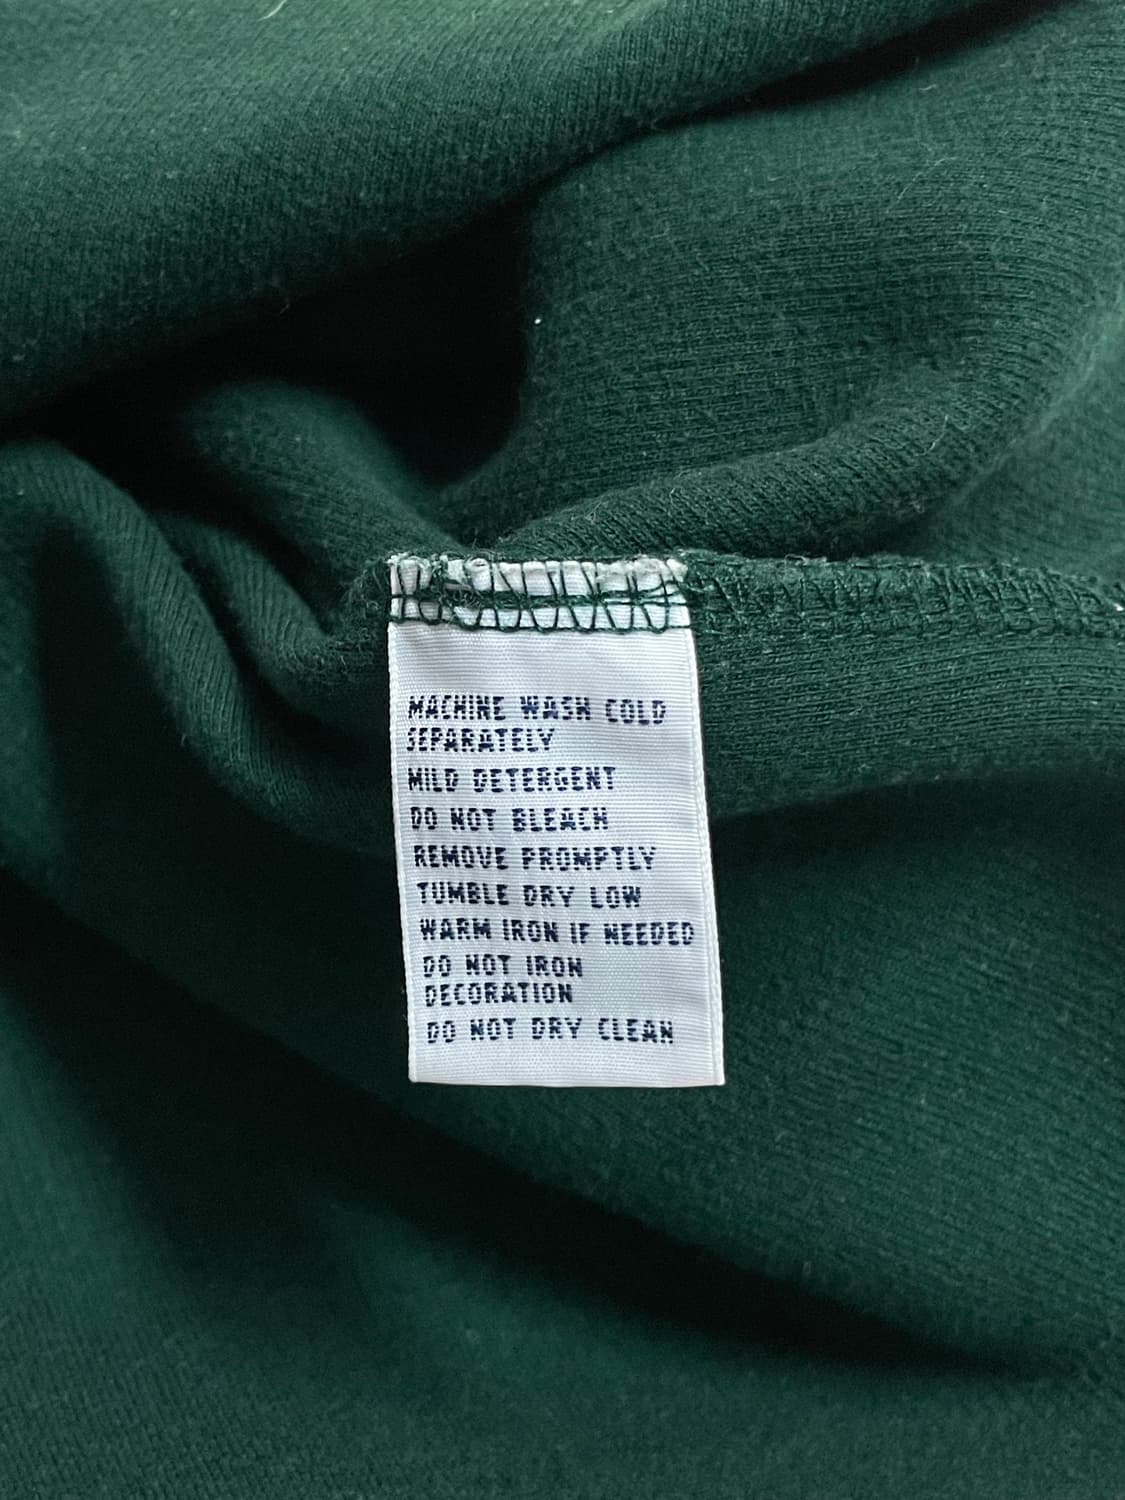 MACHINE WASH COLD
SEPARATELY
MILD DETERGENT
DO NOT BLEACH
REMOVE PROMPTLY
TUMBLE DRY LOW
WARM IRON IF NEEDED
DO NOT IRON
DECORATION
DO NOT DRY CLEAN